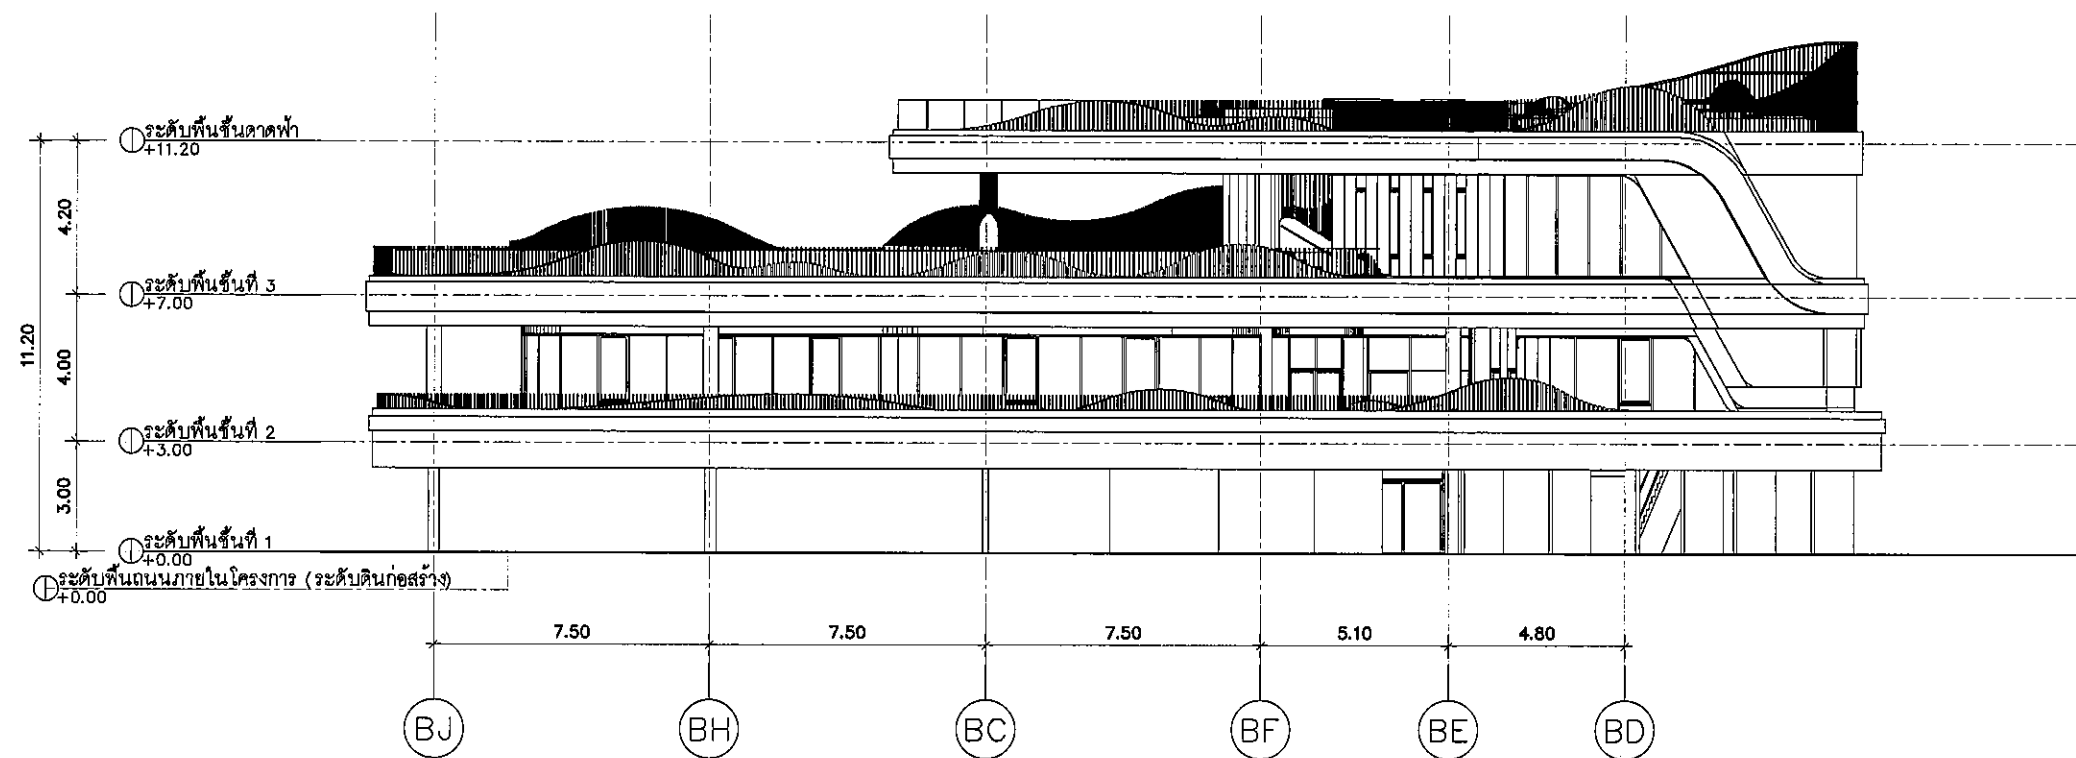 ระดับพื้นชั้นดาดฟ้า
+11.20
4.20
ระดับพื้นชั้นที่ 3
+7.00
11.20
4.00
ระดับพื้นชั้นที่ 2
+3.00
3.00
ระดับพื้นชั้นที่ 1
+0.00
ระดับพื้นถนนภายในโครงการ (ระดับดินก่อสร้าง)
+0.00
7.50 7.50 7.50 5.10 4.80
BJ BH BC BF BE BD